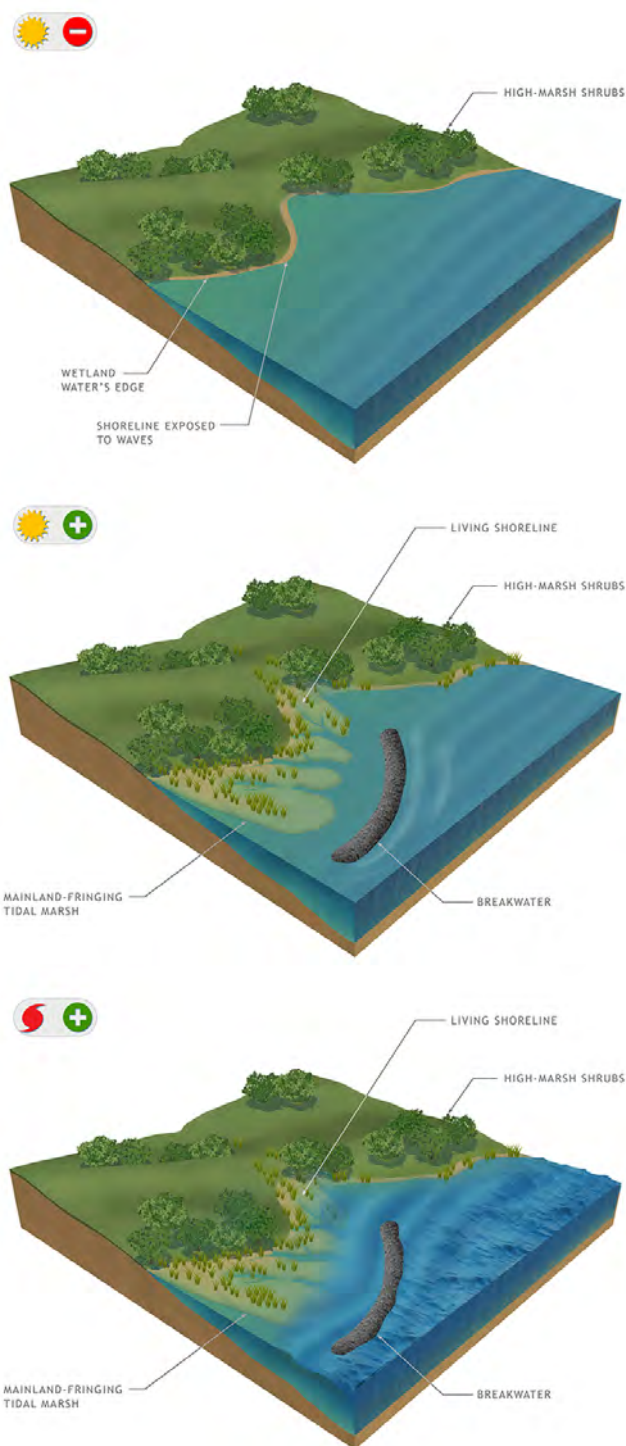 HIGH-MARSH SHRUBS
WETLAND
WATER'S EDGE
SHORELINE EXPOSED
TO WAVES
LIVING SHORELINE
HIGH-MARSH SHRUBS
MAINLAND-FRINGING
TIDAL MARSH
BREAKWATER
LIVING SHORELINE
HIGH-MARSH SHRUBS
MAINLAND-FRINGING
TIDAL MARSH
BREAKWATER